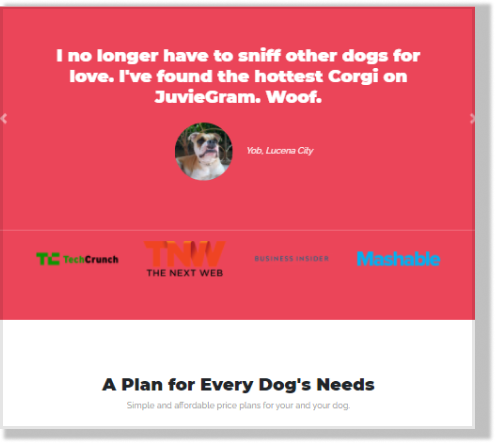 I no longer have to sniff other dogs for
love. I've found the hottest Corgi on
JuvieGram. Woof.
Yob, Lucena City
TC TechCrunch
TNW
THE NEXT WEB
BUSINESS INSIDER
Mashable
A Plan for Every Dog's Needs
Simple and affordable price plans for your and your dog.